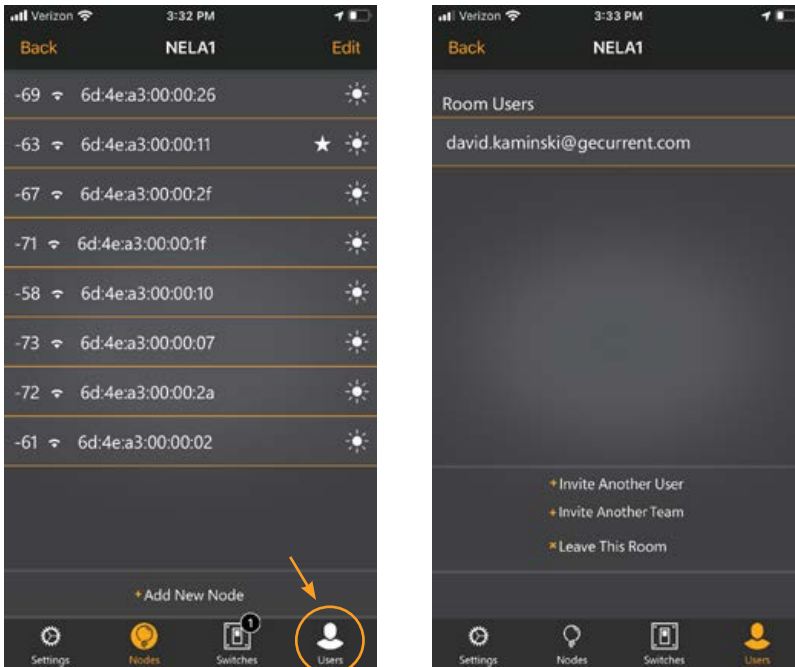 Verizon 3:32 PM
Back NELA1 Edit
-69 6d:4e:a3:00:00:26
-63 6d:4e:a3:00:00:11
-67 6d:4e:a3:00:00:2f
-71 6d:4e:a3:00:00:1f
-58 6d:4e:a3:00:00:10
-73 6d:4e:a3:00:00:07
-72 6d:4e:a3:00:00:2a
-61 6d:4e:a3:00:00:02
+Add New Node
1
Settings Nodes Switches Users
Verizon 3:33 PM
Back NELA1
Room Users
david.kaminski@gecurrent.com
+Invite Another User
+Invite Another Team
×Leave This Room
Settings Nodes Switches Users